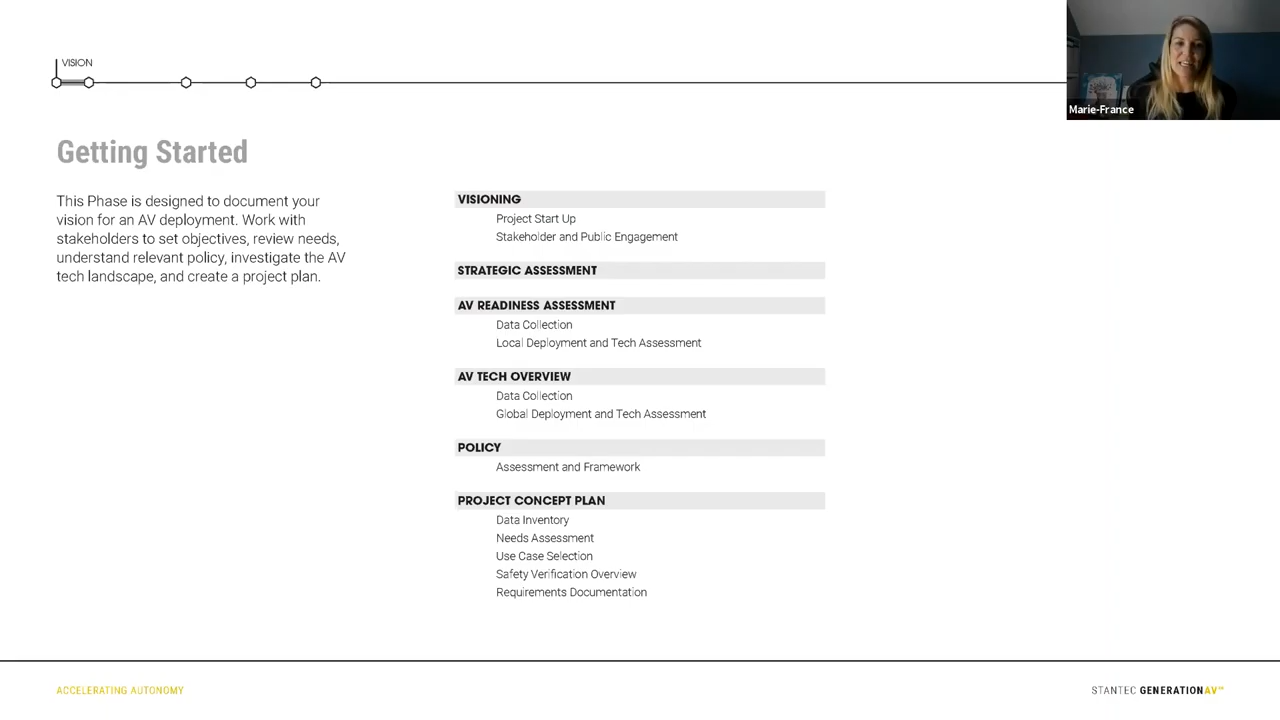 VISION
Marie-France
Getting Started
This Phase is designed to document your
vision for an AV deployment. Work with
stakeholders to set objectives, review needs,
understand relevant policy, investigate the AV
tech landscape, and create a project plan.
VISIONING
Project Start Up
Stakeholder and Public Engagement
STRATEGIC ASSESSMENT
AV READINESS ASSESSMENT
Data Collection
Local Deployment and Tech Assessment
AV TECH OVERVIEW
Data Collection
Global Deployment and Tech Assessment
POLICY
Assessment and Framework
PROJECT CONCEPT PLAN
Data Inventory
Needs Assessment
Use Case Selection
Safety Verification Overview
Requirements Documentation
ACCELERATING AUTONOMY
STANTEC GENERATIONAV™